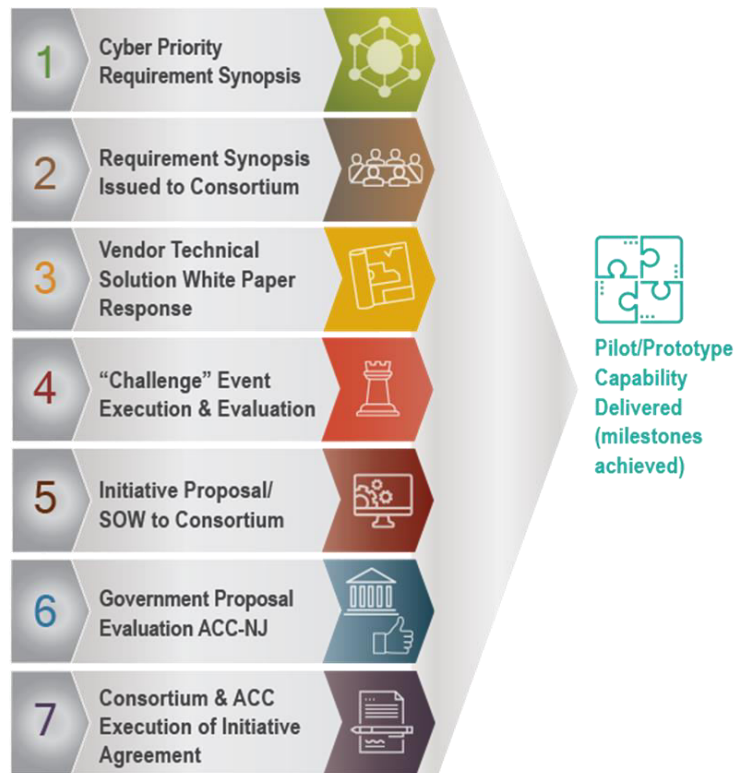 1
Cyber Priority
Requirement Synopsis
2
Requirement Synopsis
Issued to Consortium
3
Vendor Technical
Solution White Paper
Response
4
“Challenge” Event
Execution & Evaluation
5
Initiative Proposal/
SOW to Consortium
6
Government Proposal
Evaluation ACC-NJ
7
Consortium & ACC
Execution of Initiative
Agreement
Pilot/Prototype
Capability
Delivered
(milestones
achieved)